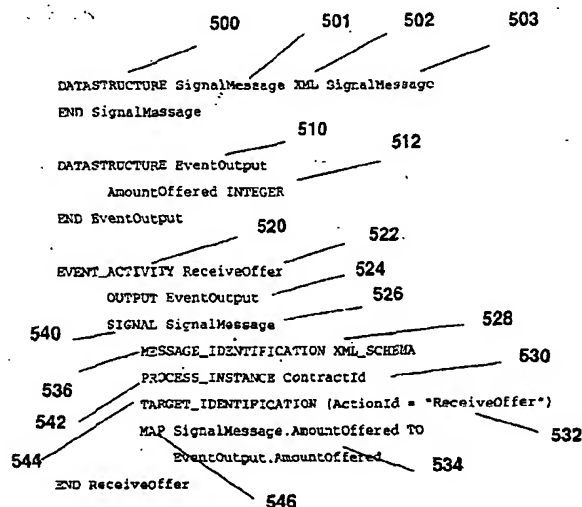 500 501 502 503
DATASTRUCTURE SignalMessage XML SignalMessage
END SignalMessage
510
512
DATASTRUCTURE EventOutput
AmountOffered INTEGER
END EventOutput
520
522
EVENT_ACTIVITY ReceiveOffer
524
OUTPUT EventOutput
526
540 SIGNAL SignalMessage
528
MESSAGE_IDENTIFICATION XML_SCHEMA
536 530
PROCESS_INSTANCE ContractId
542
TARGET_IDENTIFICATION (ActionId = "ReceiveOffer")
MAP SignalMessage.AmountOffered TO
532
544 EventOutput.AmountOffered
534
END ReceiveOffer
546